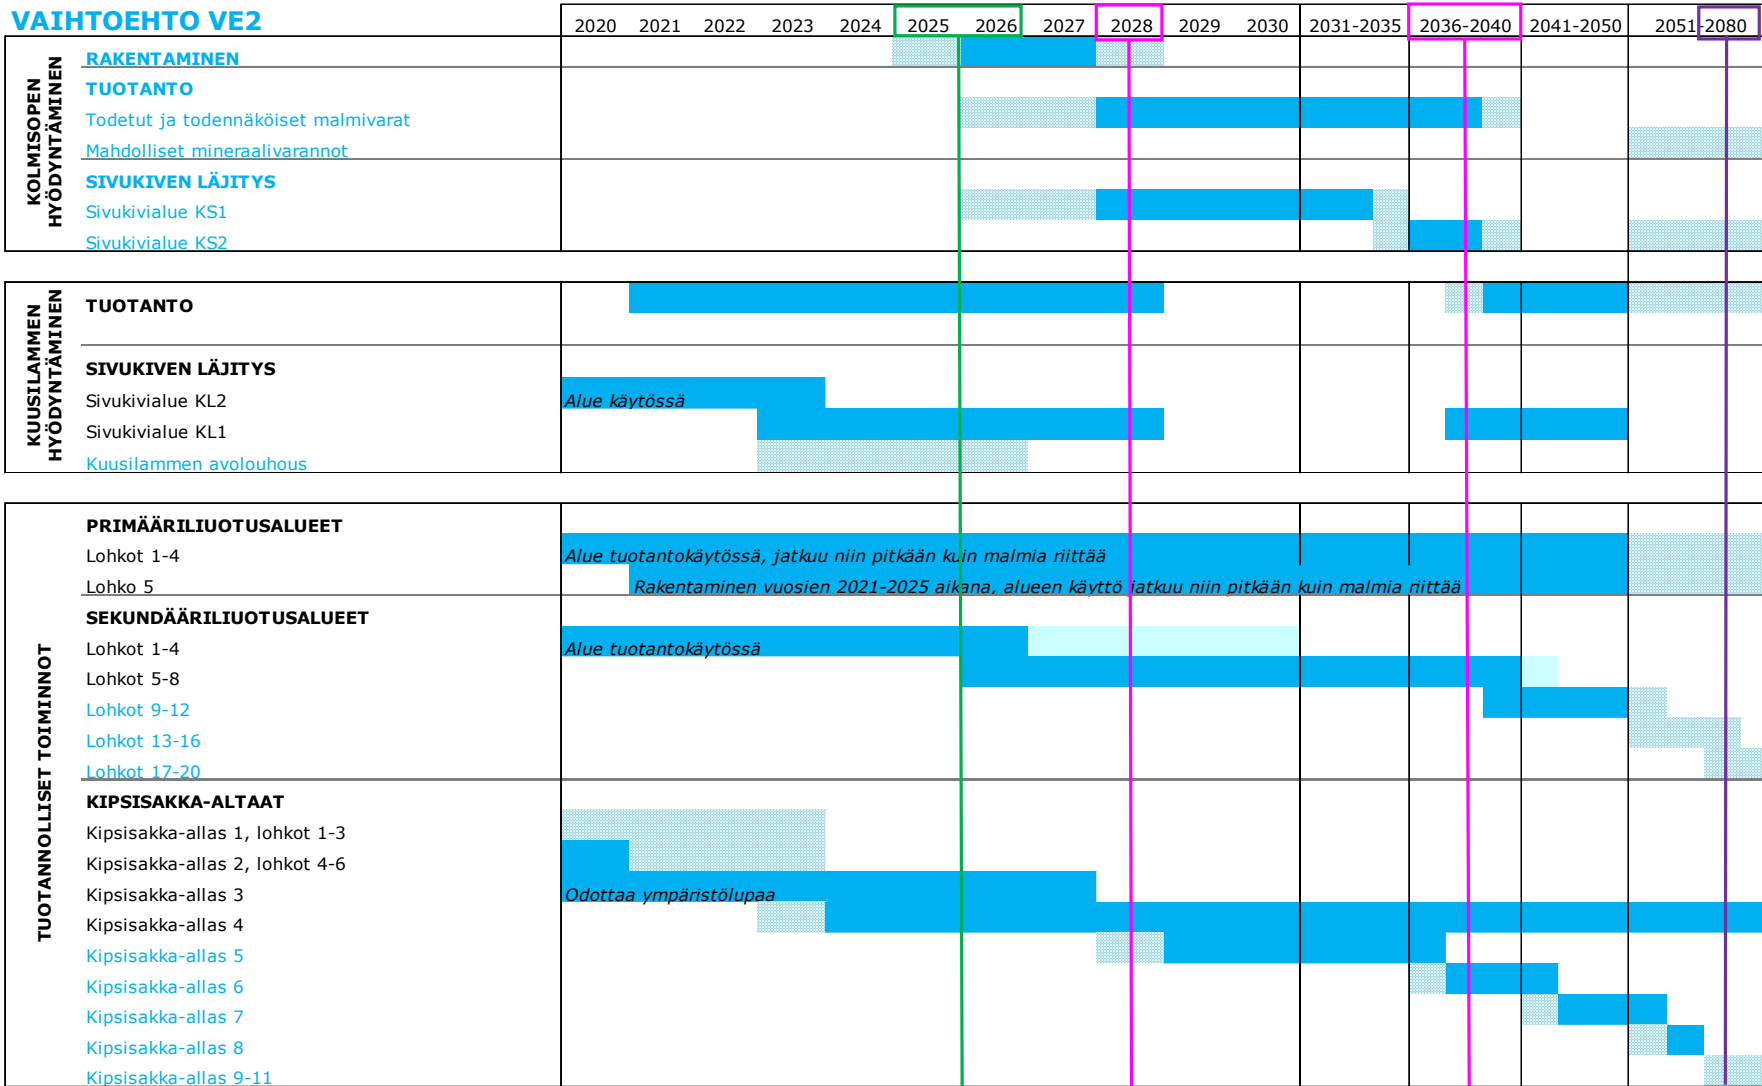 VAIHTOEHTO VE2
2020 2021 2022 2023 2024 2025 2026 2027 2028 2029 2030 2031-2035 2036-2040 2041-2050 2051-2080
KOLMISOPEN
HYÖDYNTÄMINEN
RAKENTAMINEN
TUOTANTO
Todetut ja todennäköiset malmivarat
Mahdolliset mineraalivarannot
SIVUKIVEN LÄJITYS
Sivukivialue KS1
Sivukivialue KS2
KUUSILAMMEN
HYÖDYNTÄMINEN
TUOTANTO
SIVUKIVEN LÄJITYS
Sivukivialue KL2 Alue käytössä
Sivukivialue KL1
Kuusilammen avolouhous
TUOTANNOLLISET TOIMINNOT
PRIMÄÄRILIUOTUSALUEET
Lohkot 1-4 Alue tuotantokäytössä, jatkuu niin pitkään kuin malmia riittää
Lohko 5 Rakentaminen vuosien 2021-2025 aikana, alueen käyttö jatkuu niin pitkään kuin malmia riittää
SEKUNDÄÄRILIUOTUSALUEET
Lohkot 1-4 Alue tuotantokäytössä
Lohkot 5-8
Lohkot 9-12
Lohkot 13-16
Lohkot 17-20
KIPSISAKKA-ALTAAT
Kipsisakka-allas 1, lohkot 1-3
Kipsisakka-allas 2, lohkot 4-6
Kipsisakka-allas 3 Odottaa ympäristölupaa
Kipsisakka-allas 4
Kipsisakka-allas 5
Kipsisakka-allas 6
Kipsisakka-allas 7
Kipsisakka-allas 8
Kipsisakka-allas 9-11